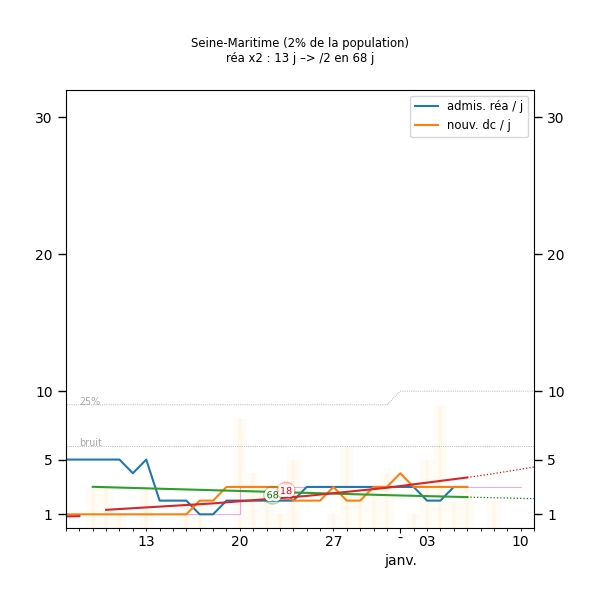 Seine-Maritime (2% de la population)
réa x2 : 13 j –> /2 en 68 j
admis. réa / j
nouv. dc / j
30 30
20 20
10 10
25%
bruit
5 5
68 18
1 1
13 20 27 - 03 10
janv.